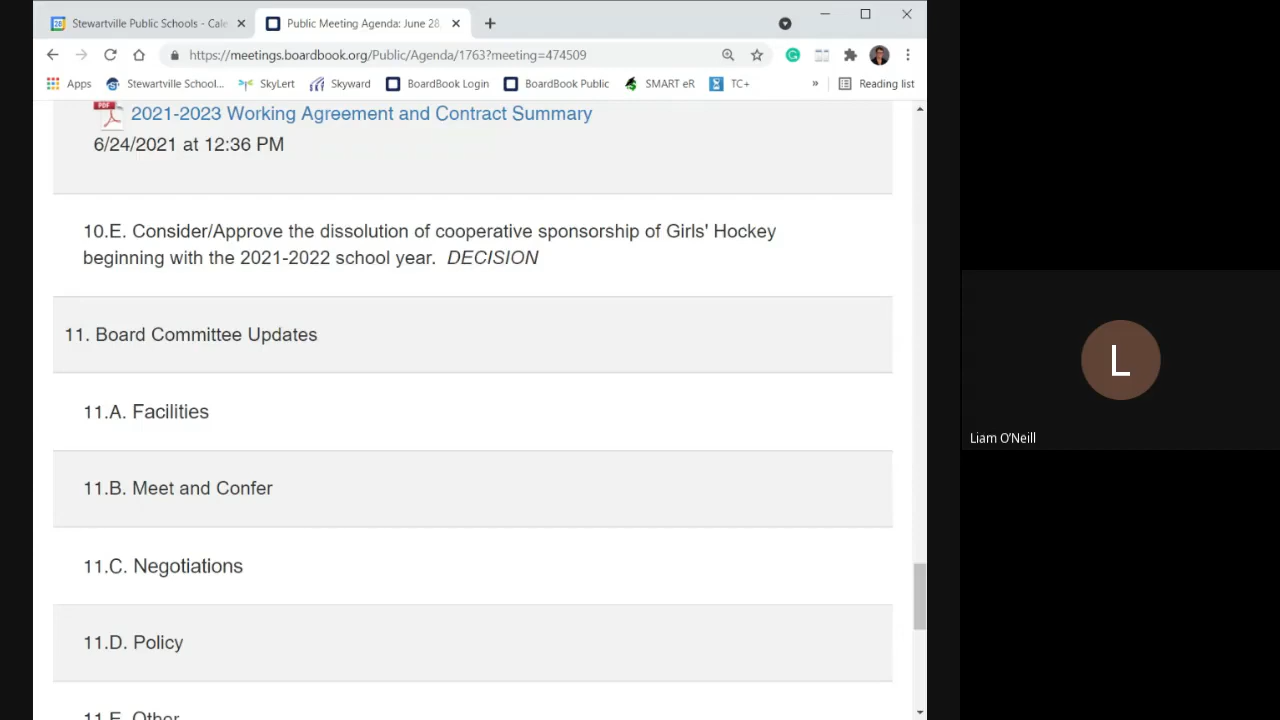 Stewartville Public Schools - Cale
Public Meeting Agenda: June 28,
https://meetings.boardbook.org/Public/Agenda/1763?meeting=474509
Apps
Stewartville School...
SkyLert
Skyward
BoardBook Login
BoardBook Public
SMART eR
TC+
»
Reading list
PDF
2021-2023 Working Agreement and Contract Summary
6/24/2021 at 12:36 PM
10.E. Consider/Approve the dissolution of cooperative sponsorship of Girls' Hockey
beginning with the 2021-2022 school year. DECISION
11. Board Committee Updates
11.A. Facilities
11.B. Meet and Confer
11.C. Negotiations
11.D. Policy
11.E. Other
L
Liam O'Neill